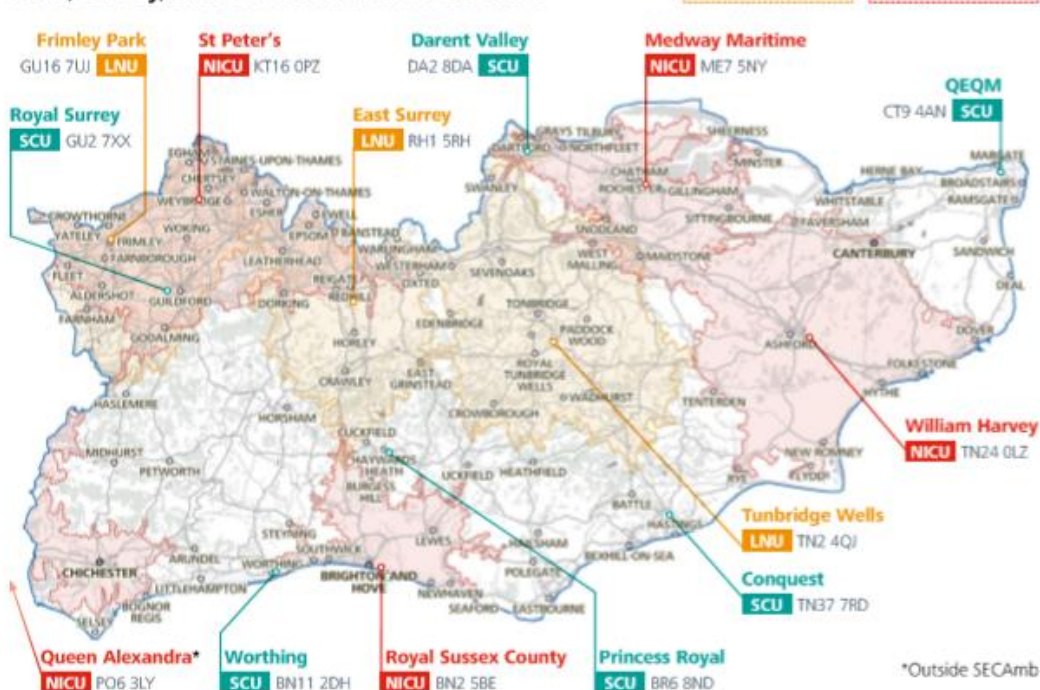 Frimley Park
GU16 7UJ LNU
St Peter's
NICU KT16 0PZ
Darent Valley
DA2 8DA SCU
Medway Maritime
NICU ME7 5NY
QEQM
CT9 4AN SCU
Royal Surrey
SCU GU2 7XX
East Surrey
LNU RH1 5RH
GRAYS TILBURY
SHEERNESS
DARTFORD
NORTHFLEET
MINSTER
MARGATE
EGHAM
STAINES-UPON-THAMES
CHERTSEY
CHATHAM
HERNE BAY
BROADSTAIRS
SWANLEY
ROCHESTER
GILLINGHAM
WALTON-ON-THAMES
WEYBRIDGE
WHITSTABLE
RAMSGATE
ESHER
EWELL
SITTINGBOURNE
CROWTHORNE
FAVERSHAM
YATELEY
WOKING
EPSOM
BANSTEAD
SNODLAND
FRIMLEY
WARLINGHAM
CANTERBURY
SANDWICH
FARNBOROUGH
LEATHERHEAD
WESTERHAM
SEVENOAKS
WEST
MALLING
MAIDSTONE
FLEET
REIGATE
OXTED
DEAL
ALDERSHOT
GUILDFORD
DORKING
REDHILL
TONBRIDGE
FARNHAM
EDENBRIDGE
PADDOCK
WOOD
GODALMING
HORLEY
ASHFORD
DOVER
ROYAL
TUNBRIDGE
WELLS
CRAWLEY
EAST
GRINSTEAD
FOLKESTONE
HYTHE
HASLEMERE
WADHURST
TENTERDEN
HORSHAM
CROWBOROUGH
CUCKFIELD
William Harvey
NICU TN24 0LZ
MIDHURST
PETWORTH
HAYWARDS
HEATH
UCKFIELD
HEATHFIELD
NEW ROMNEY
BURGESS
HILL
RYE
LYDD
BATTLE
Tunbridge Wells
LNU TN2 4QJ
STEYNING
LEWES
HASTINGS
HAILSHAM
BEXHILL-ON-SEA
ARUNDEL
WORTHING
SOUTHWICK
CHICHESTER
LITTLEHAMPTON
BRIGHTON AND
HOVE
POLEGATE
Conquest
SCU TN37 7RD
NEWHAVEN
SEAFORD
EASTBOURNE
BOGNOR
REGIS
SELSEY
Queen Alexandra*
NICU PO6 3LY
Worthing
SCU BN11 2DH
Royal Sussex County
NICU BN2 5BE
Princess Royal
SCU BR6 8ND
*Outside SECAmb